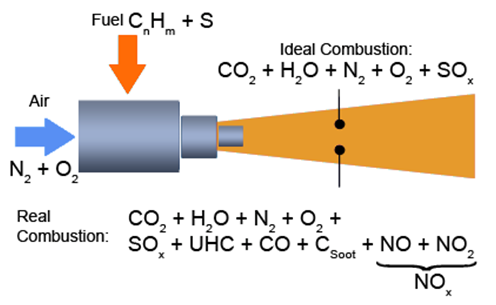 Fuel CnHm + S
Ideal Combustion:
CO2 + H2O + N2 + O2 + SOx
Air
N2 + O2
Real
Combustion:
CO2 + H2O + N2 + O2 +
SOx + UHC + CO + CSoot + NO + NO2
NOx